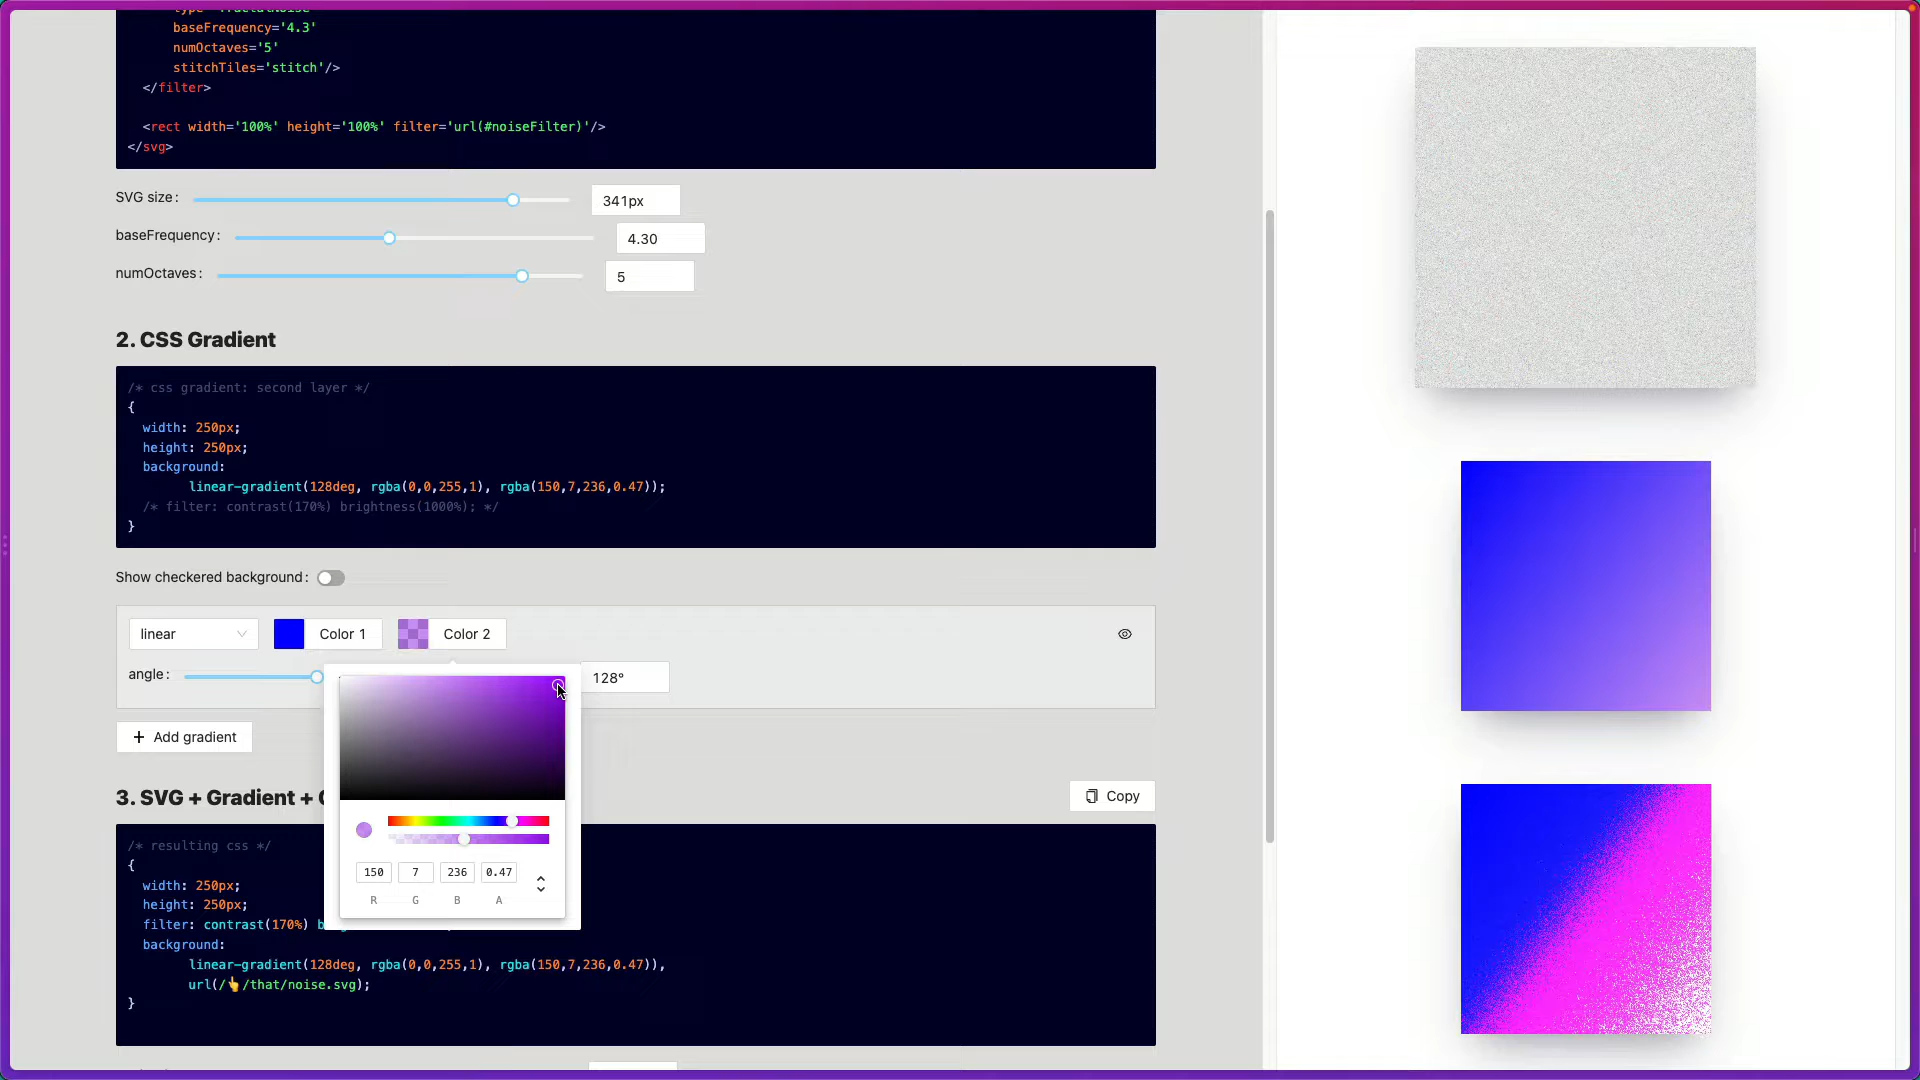 baseFrequency='4.3'
numOctaves='5'
stitchTiles='stitch'/>
</filter>
<rect width='100%' height='100%' filter='url(#noiseFilter)'/>
</svg>
SVG size:
341px
baseFrequency:
4.30
numOctaves:
5
2. CSS Gradient
/* css gradient: second layer */
{
width: 250px;
height: 250px;
background:
linear-gradient(128deg, rgba(0,0,255,1), rgba(150,7,236,0.47));
/* filter: contrast(170%) brightness(1000%); */
}
Show checkered background:
linear
Color 1
Color 2
angle:
128°
+ Add gradient
3. SVG + Gradient +
Copy
/* resulting css */
{
width: 250px;
height: 250px;
filter: contrast(170%)
background:
linear-gradient(128deg, rgba(0,0,255,1), rgba(150,7,236,0.47)),
url(/👆/that/noise.svg);
}
150
7
236
0.47
R
G
B
A